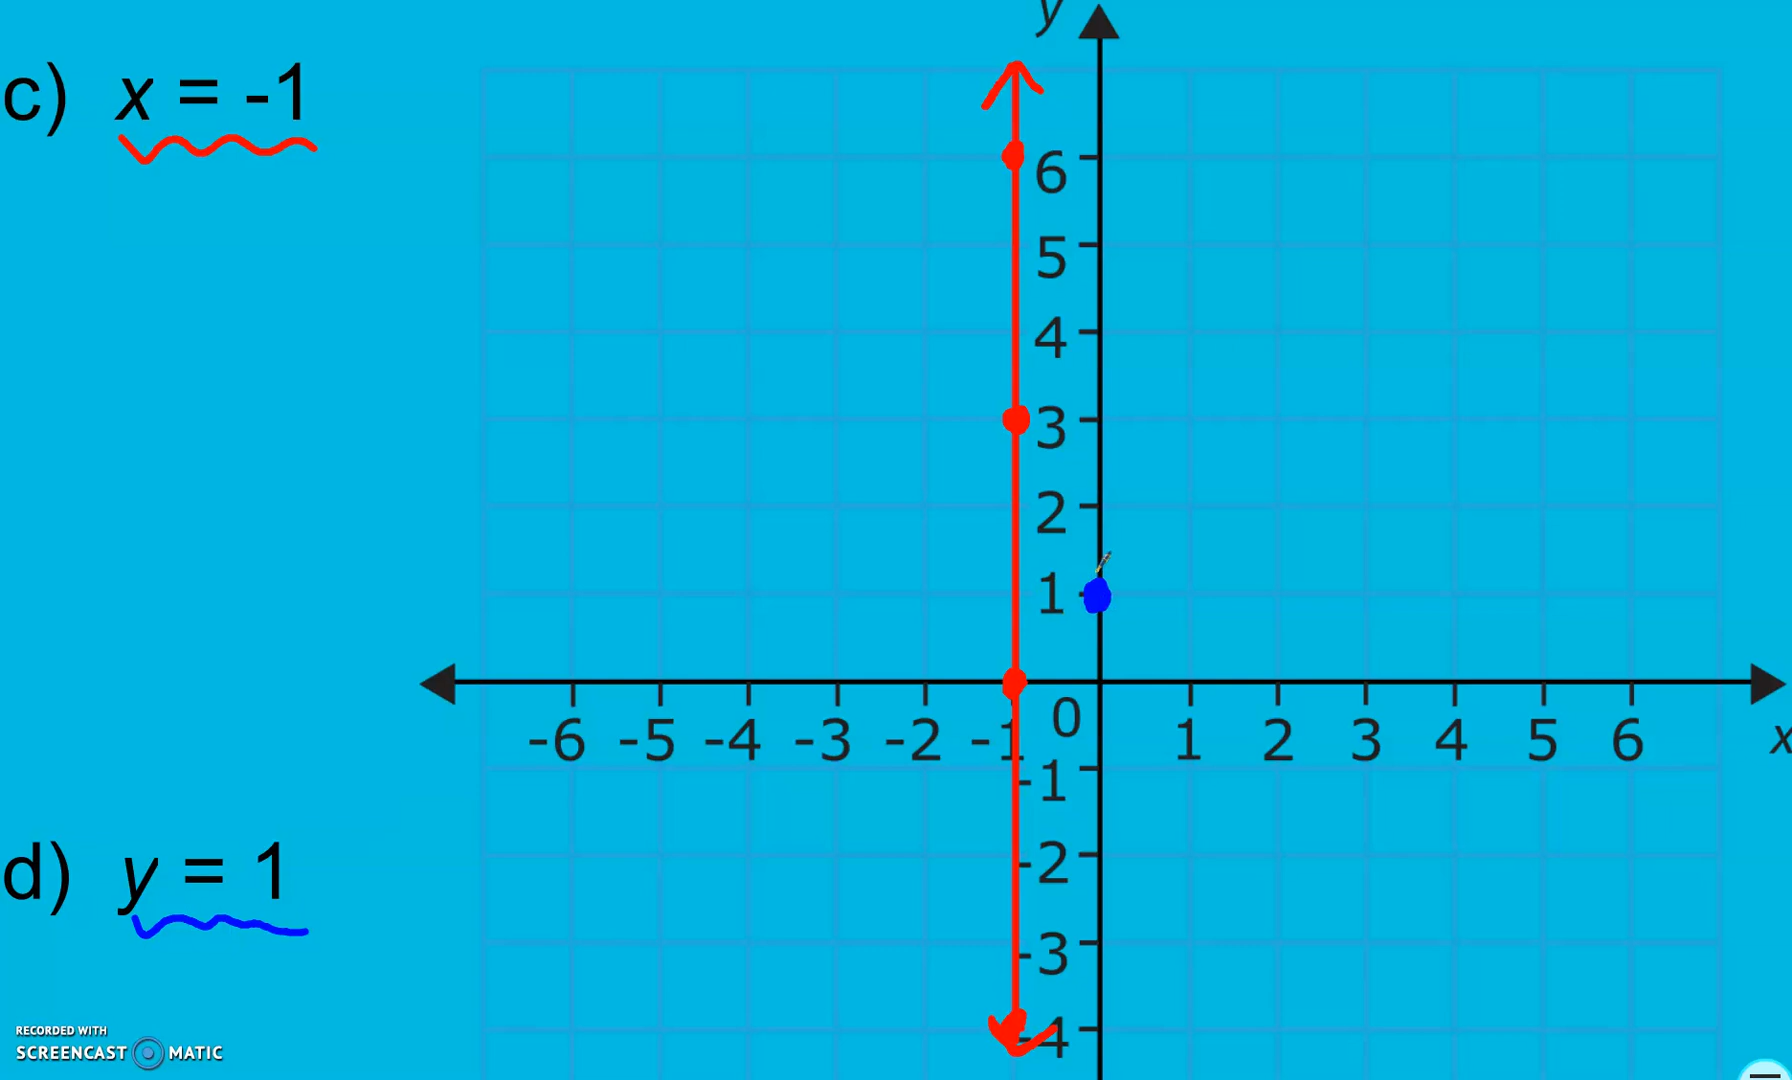 y
c) x = -1
6
5
4
3
2
1
0
-6 -5 -4 -3 -2 -1 1 2 3 4 5 6 x
-1
-2
-3
-4
d) y = 1
RECORDED WITH
SCREENCAST MATIC